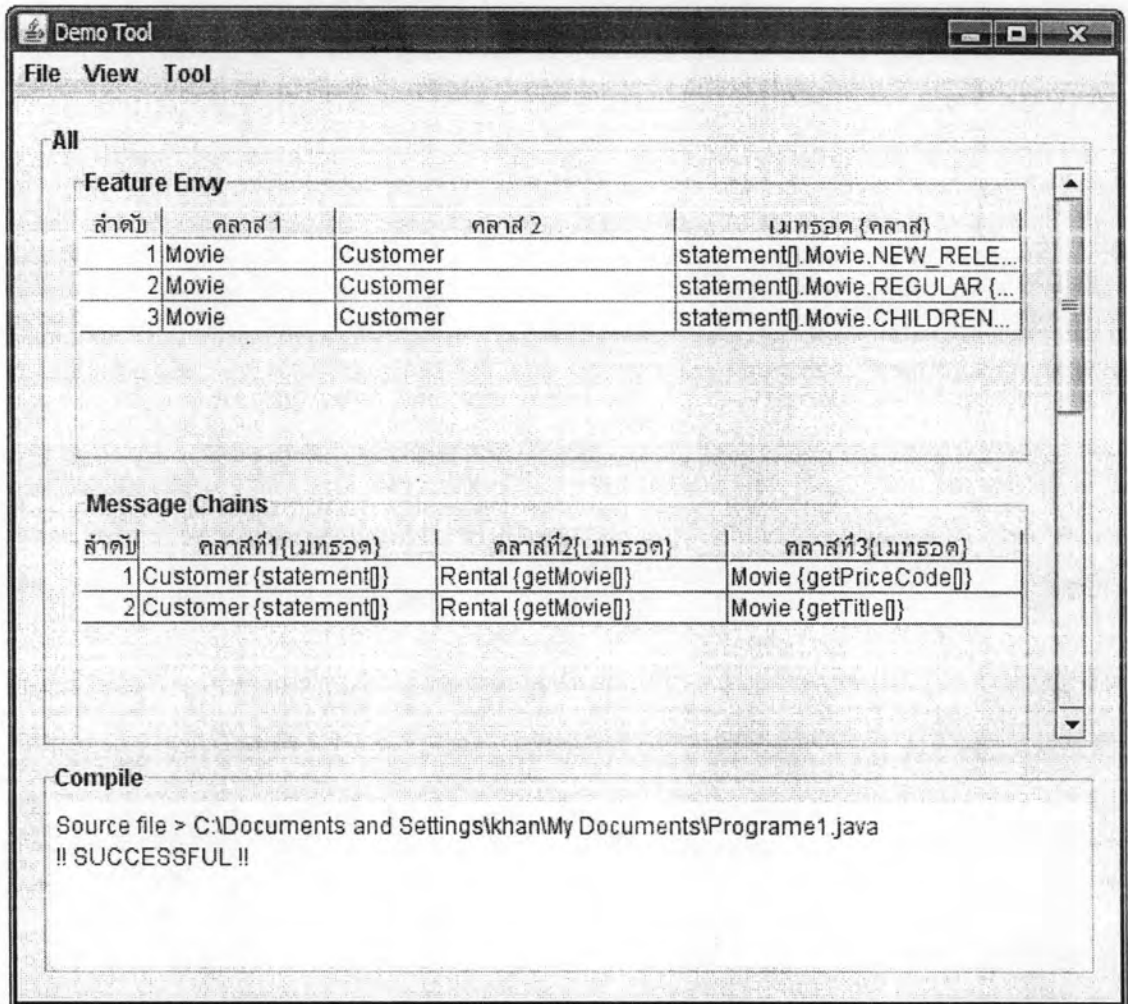 Demo Tool
File View Tool
All
Feature Envy
ลำดับ คลาส 1 คลาส 2 เมทธอด {คลาส}
1 Movie Customer statement[].Movie.NEW_RELE...
2 Movie Customer statement[].Movie.REGULAR {...
3 Movie Customer statement[].Movie.CHILDREN...
Message Chains
ลำดับ คลาสที่1{เมทธอด} คลาสที่2{เมทธอด} คลาสที่3{เมทธอด}
1 Customer {statement[]} Rental {getMovie[]} Movie {getPriceCode[]}
2 Customer {statement[]} Rental {getMovie[]} Movie {getTitle[]}
Compile
Source file > C:\Documents and Settings\khan\My Documents\Programe1.java
!! SUCCESSFUL !!